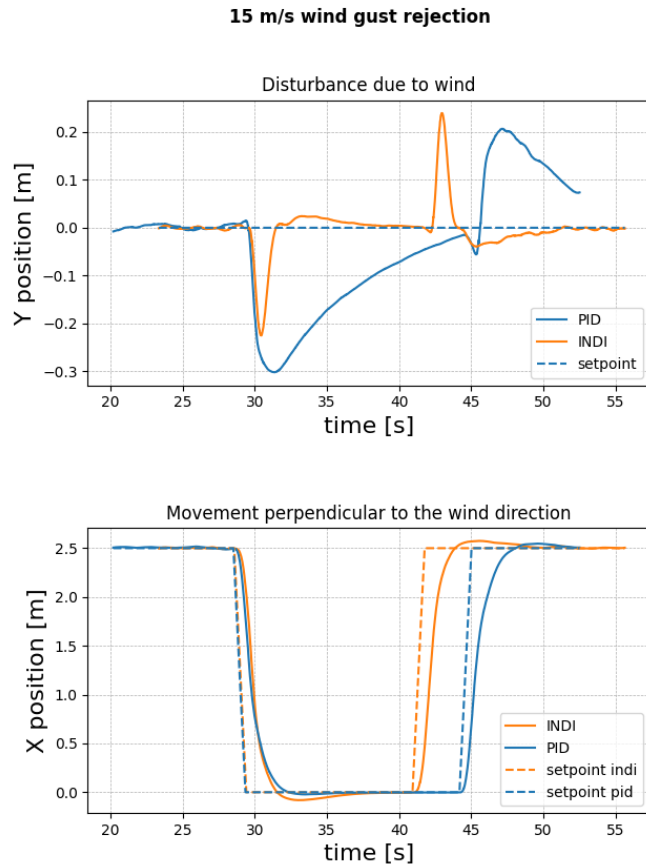 15 m/s wind gust rejection
Disturbance due to wind
Y position [m]
0.2
0.1
0.0
−0.1
−0.2
−0.3
PID
INDI
setpoint
20 25 30 35 40 45 50 55
time [s]
Movement perpendicular to the wind direction
X position [m]
2.5
2.0
1.5
1.0
0.5
0.0
INDI
PID
setpoint indi
setpoint pid
20 25 30 35 40 45 50 55
time [s]